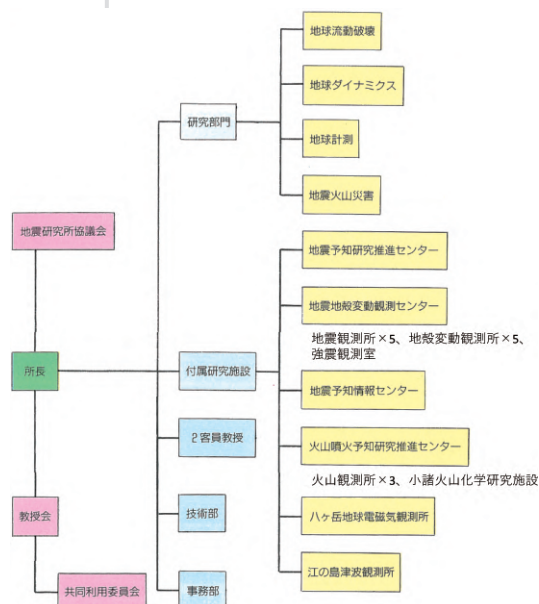 地球流動破壊
地球ダイナミクス
研究部門
地球計測
地震火山災害
地震研究所協議会
地震予知研究推進センター
地震地殻変動観測センター
地震観測所×5、地殻変動観測所×5、
強震観測室
所長
付属研究施設
地震予知情報センター
2客員教授
火山噴火予知研究推進センター
火山観測所×3、小諸火山化学研究施設
教授会
技術部
八ヶ岳地球電磁気観測所
江の島津波観測所
共同利用委員会
事務部